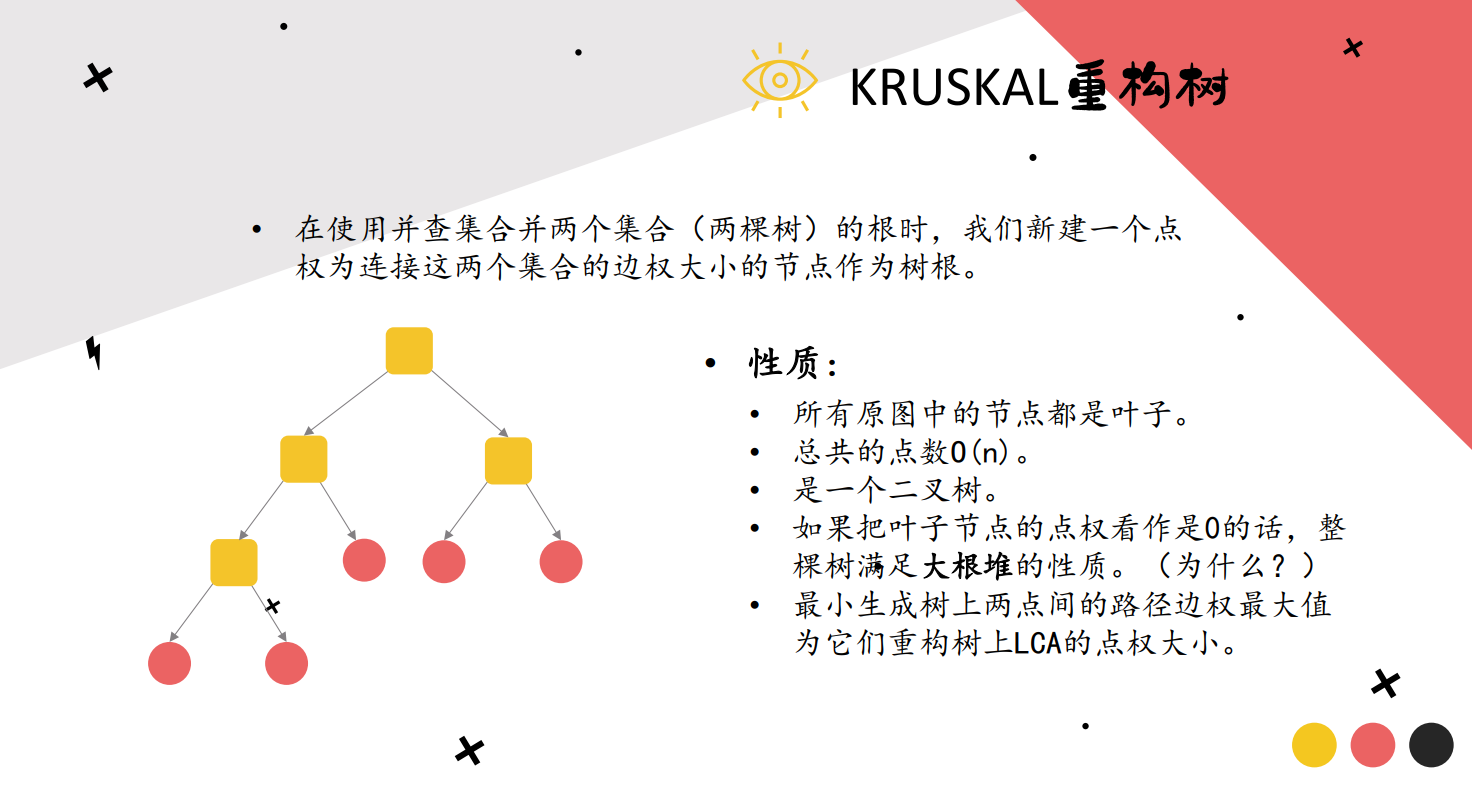 KRUSKAL重构树
• 在使用并查集合并两个集合（两棵树）的根时，我们新建一个点
权为连接这两个集合的边权大小的节点作为树根。
• 性质：
• 所有原图中的节点都是叶子。
• 总共的点数O(n)。
• 是一个二叉树。
• 如果把叶子节点的点权看作是0的话，整
棵树满足大根堆的性质。（为什么？）
• 最小生成树上两点间的路径边权最大值
为它们重构树上LCA的点权大小。